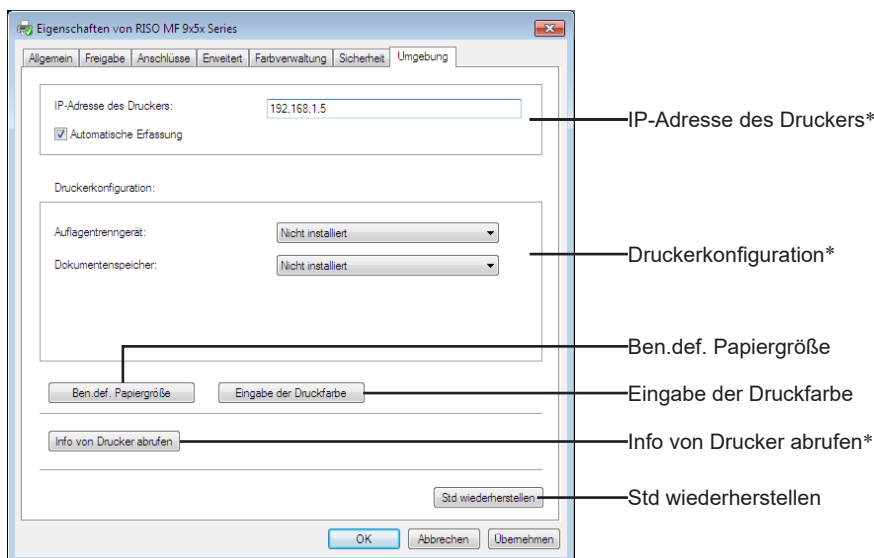 Eigenschaften von RISO MF 9x5x Series
Allgemein Freigabe Anschlüsse Erweitert Farbverwaltung Sicherheit Umgebung
IP-Adresse des Druckers: 192,168,1,5
IP-Adresse des Druckers*
Automatische Erfassung
Druckerkonfiguration:
Auflagentrenngerät: Nicht installiert
Druckerkonfiguration*
Dokumentenspeicher: Nicht installiert
Ben.def. Papiergröße
Ben.def. Papiergröße Eingabe der Druckfarbe
Eingabe der Druckfarbe
Info von Drucker abrufen
Info von Drucker abrufen*
Std wiederherstellen
Std wiederherstellen
OK Abbrechen Übernehmen